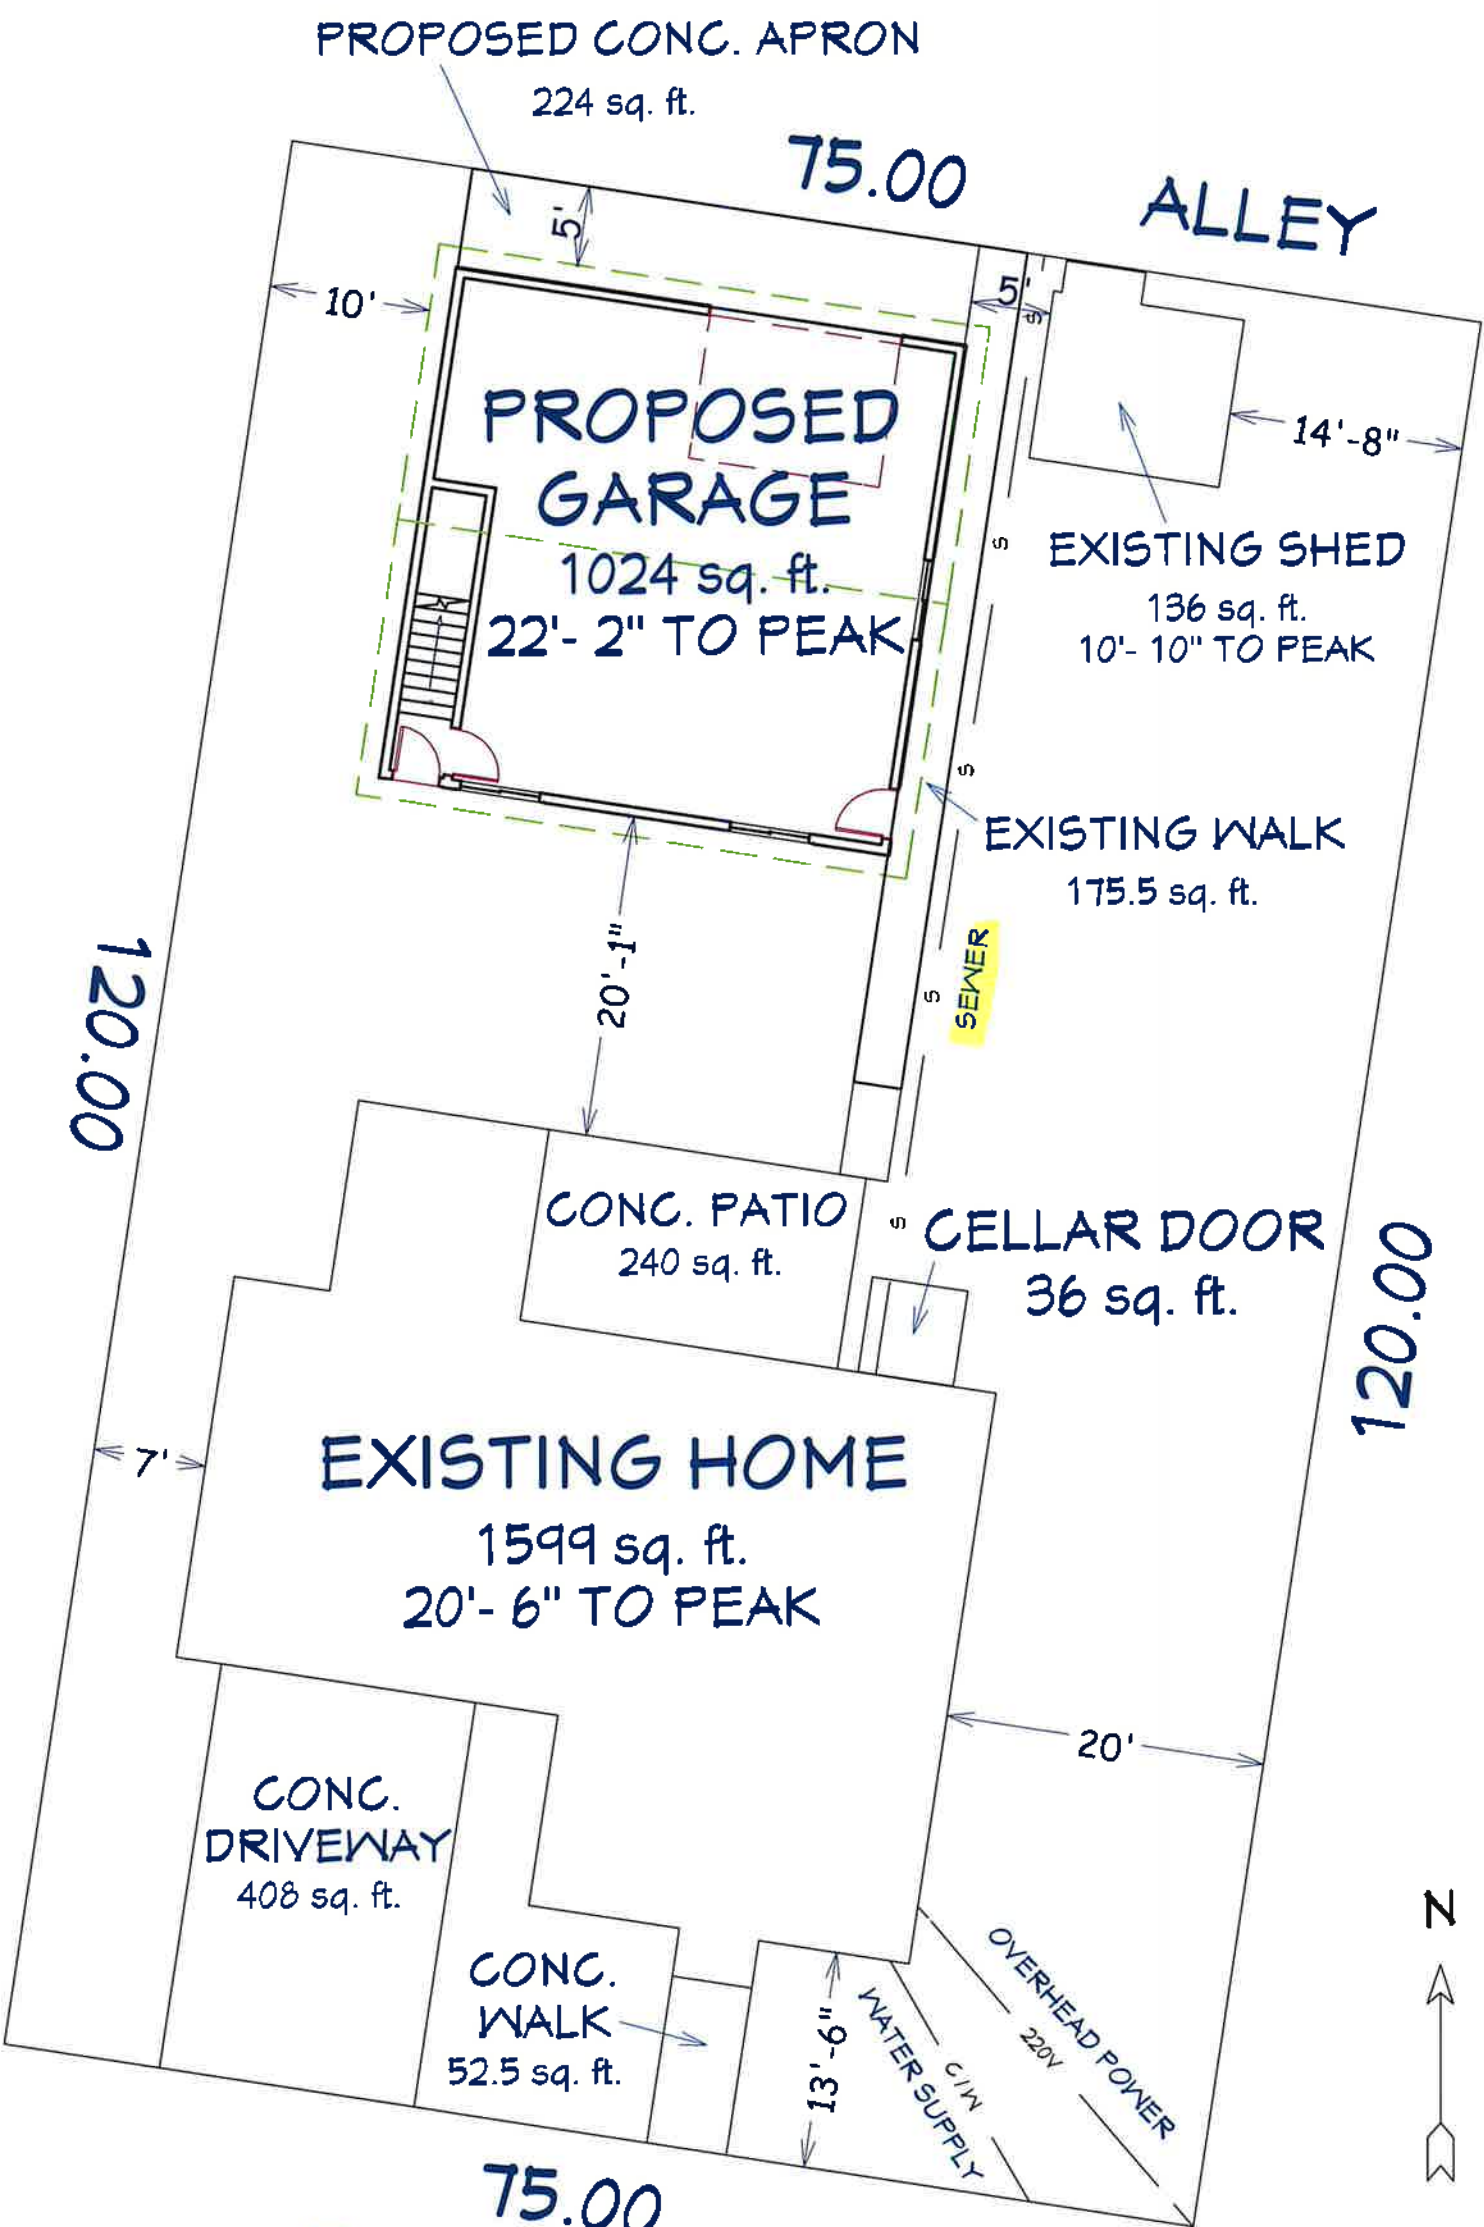 PROPOSED CONC. APRON
224 sq. ft.
75.00
ALLEY
5'
10'
5'
S
PROPOSED
GARAGE
1024 sq. ft.
22'- 2" TO PEAK
14'-8"
S
EXISTING SHED
136 sq. ft.
10'- 10" TO PEAK
S
EXISTING WALK
175.5 sq. ft.
20'-1"
S
SEWER
120.00
CONC. PATIO
240 sq. ft.
S
CELLAR DOOR
36 sq. ft.
120.00
7'
EXISTING HOME
1599 sq. ft.
20'- 6" TO PEAK
20'
CONC.
DRIVEWAY
408 sq. ft.
CONC.
WALK
52.5 sq. ft.
13'-6"
WATER SUPPLY
C/W
OVERHEAD POWER
220V
N
75.00